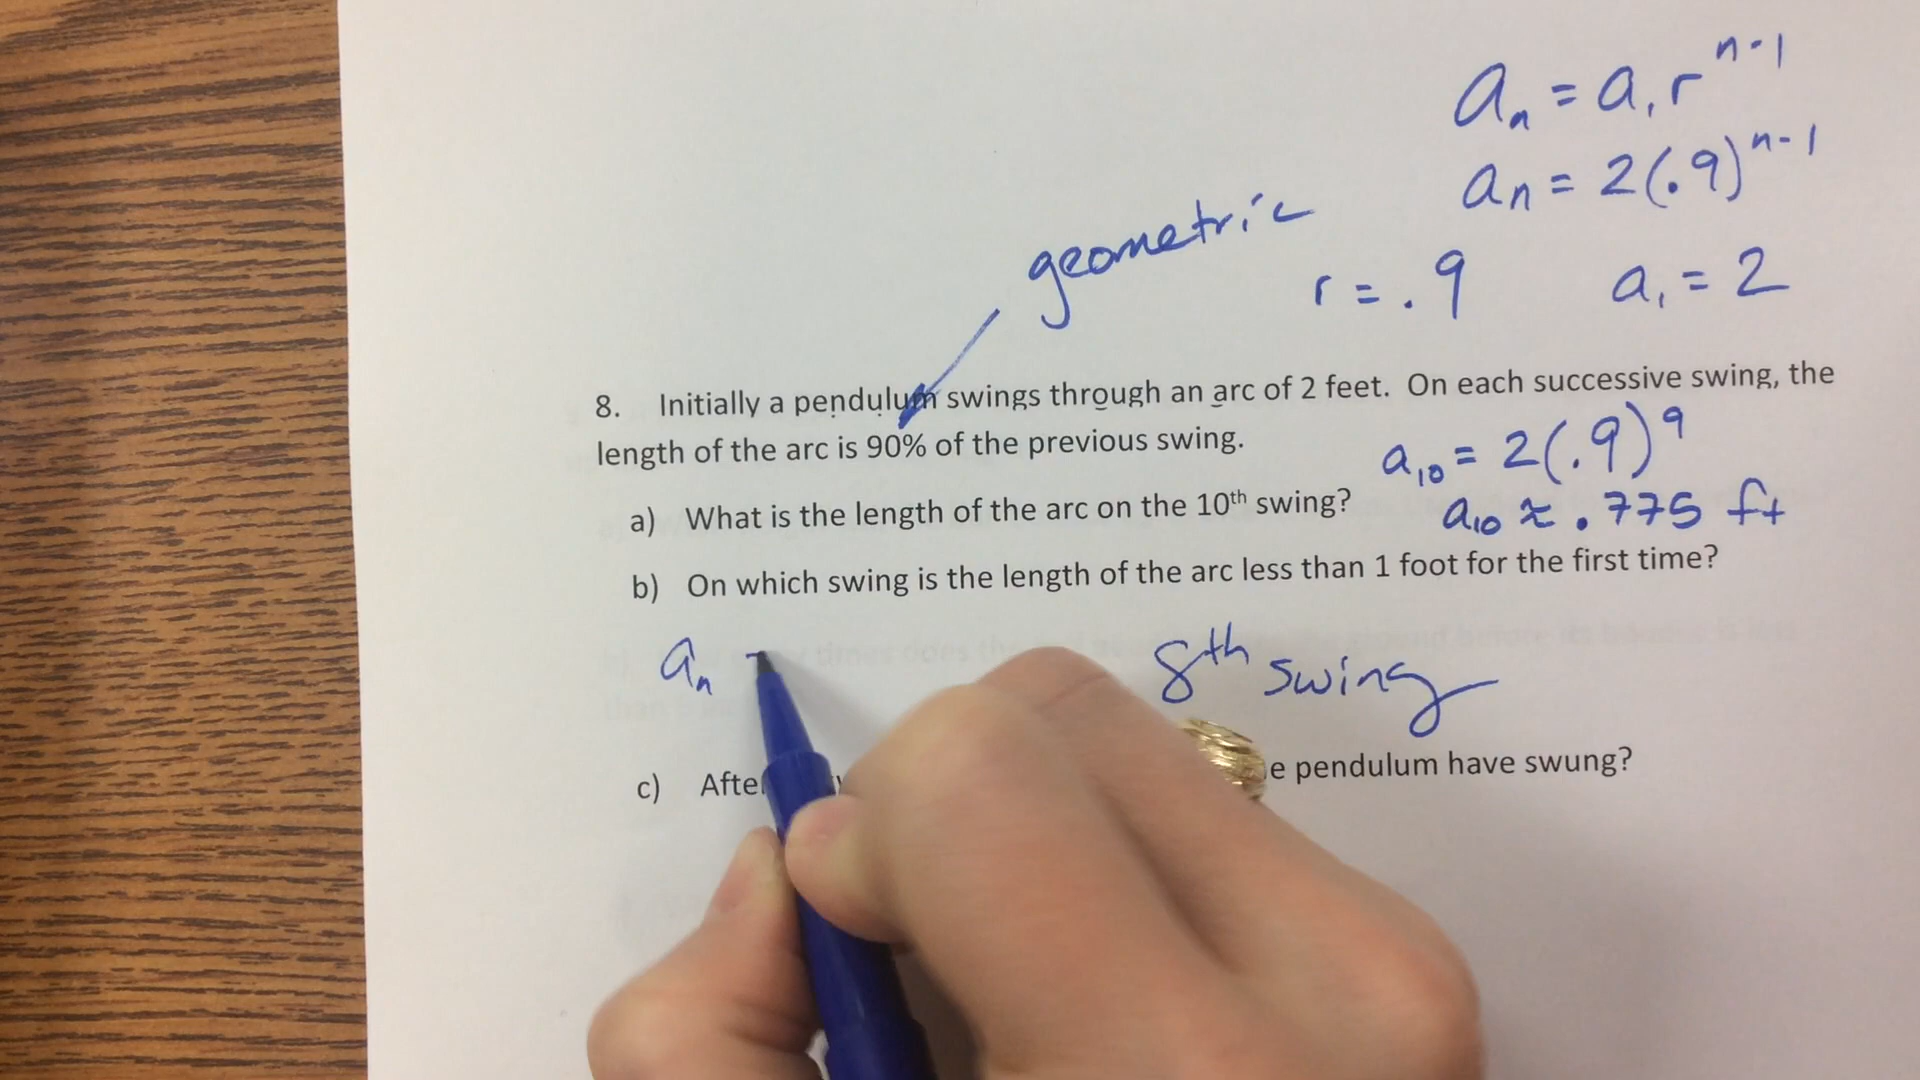 aₙ = a₁rⁿ⁻¹
aₙ = 2(.9)ⁿ⁻¹
geometric
r = .9 a₁ = 2
8. Initially a pendulum swings through an arc of 2 feet. On each successive swing, the
length of the arc is 90% of the previous swing.
a₁₀ = 2(.9)⁹
a) What is the length of the arc on the 10th swing?
a₁₀ ≈ .775 ft
b) On which swing is the length of the arc less than 1 foot for the first time?
aₙ
8th swing
c) pendulum have swung?